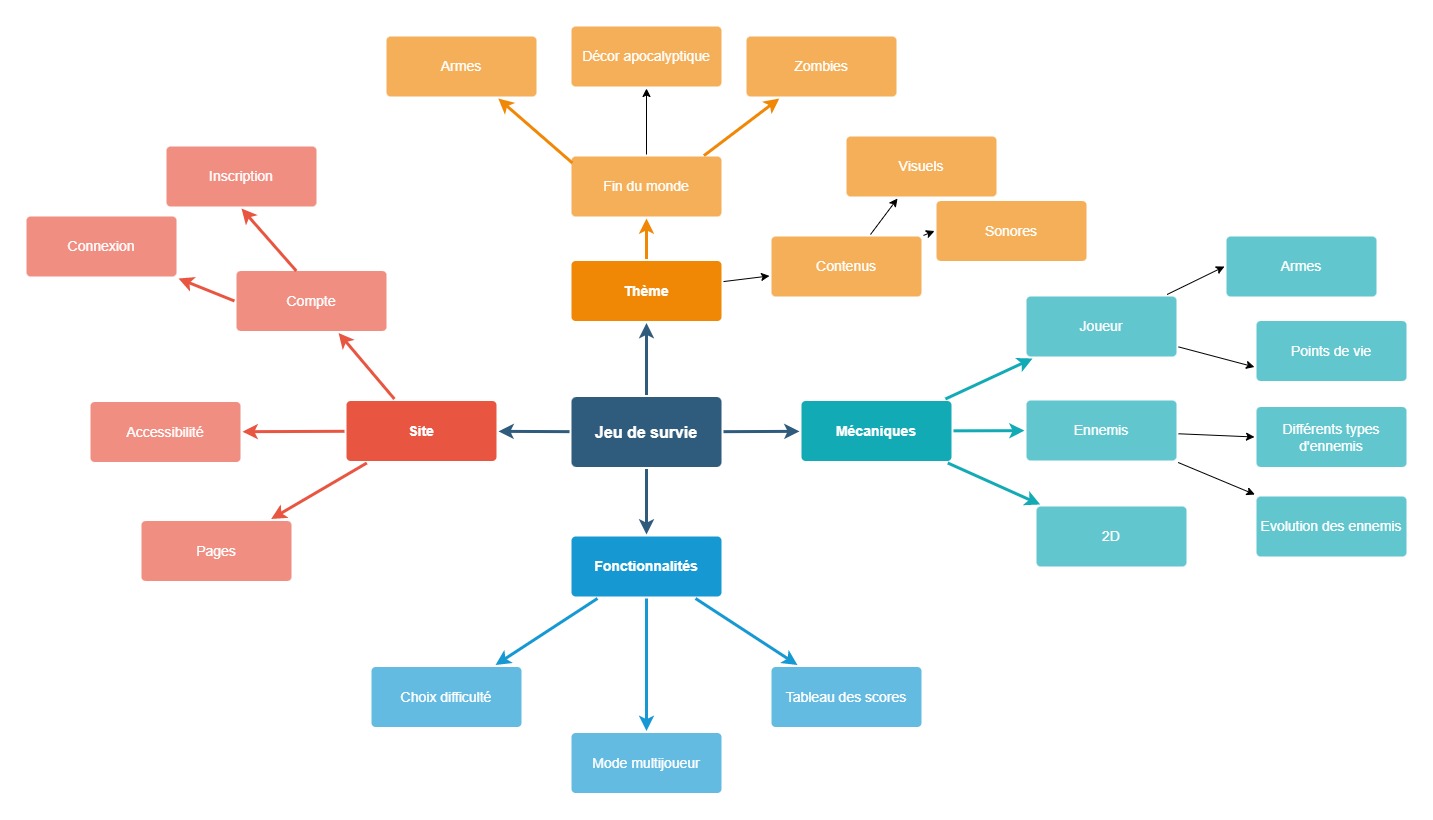 Décor apocalyptique
Armes
Zombies
Visuels
Inscription
Fin du monde
Sonores
Connexion
Contenus
Armes
Thème
Compte
Joueur
Points de vie
Accessibilité
Site
Jeu de survie
Mécaniques
Ennemis
Différents types
d'ennemis
Evolution des ennemis
2D
Pages
Fonctionnalités
Choix difficulté
Tableau des scores
Mode multijoueur